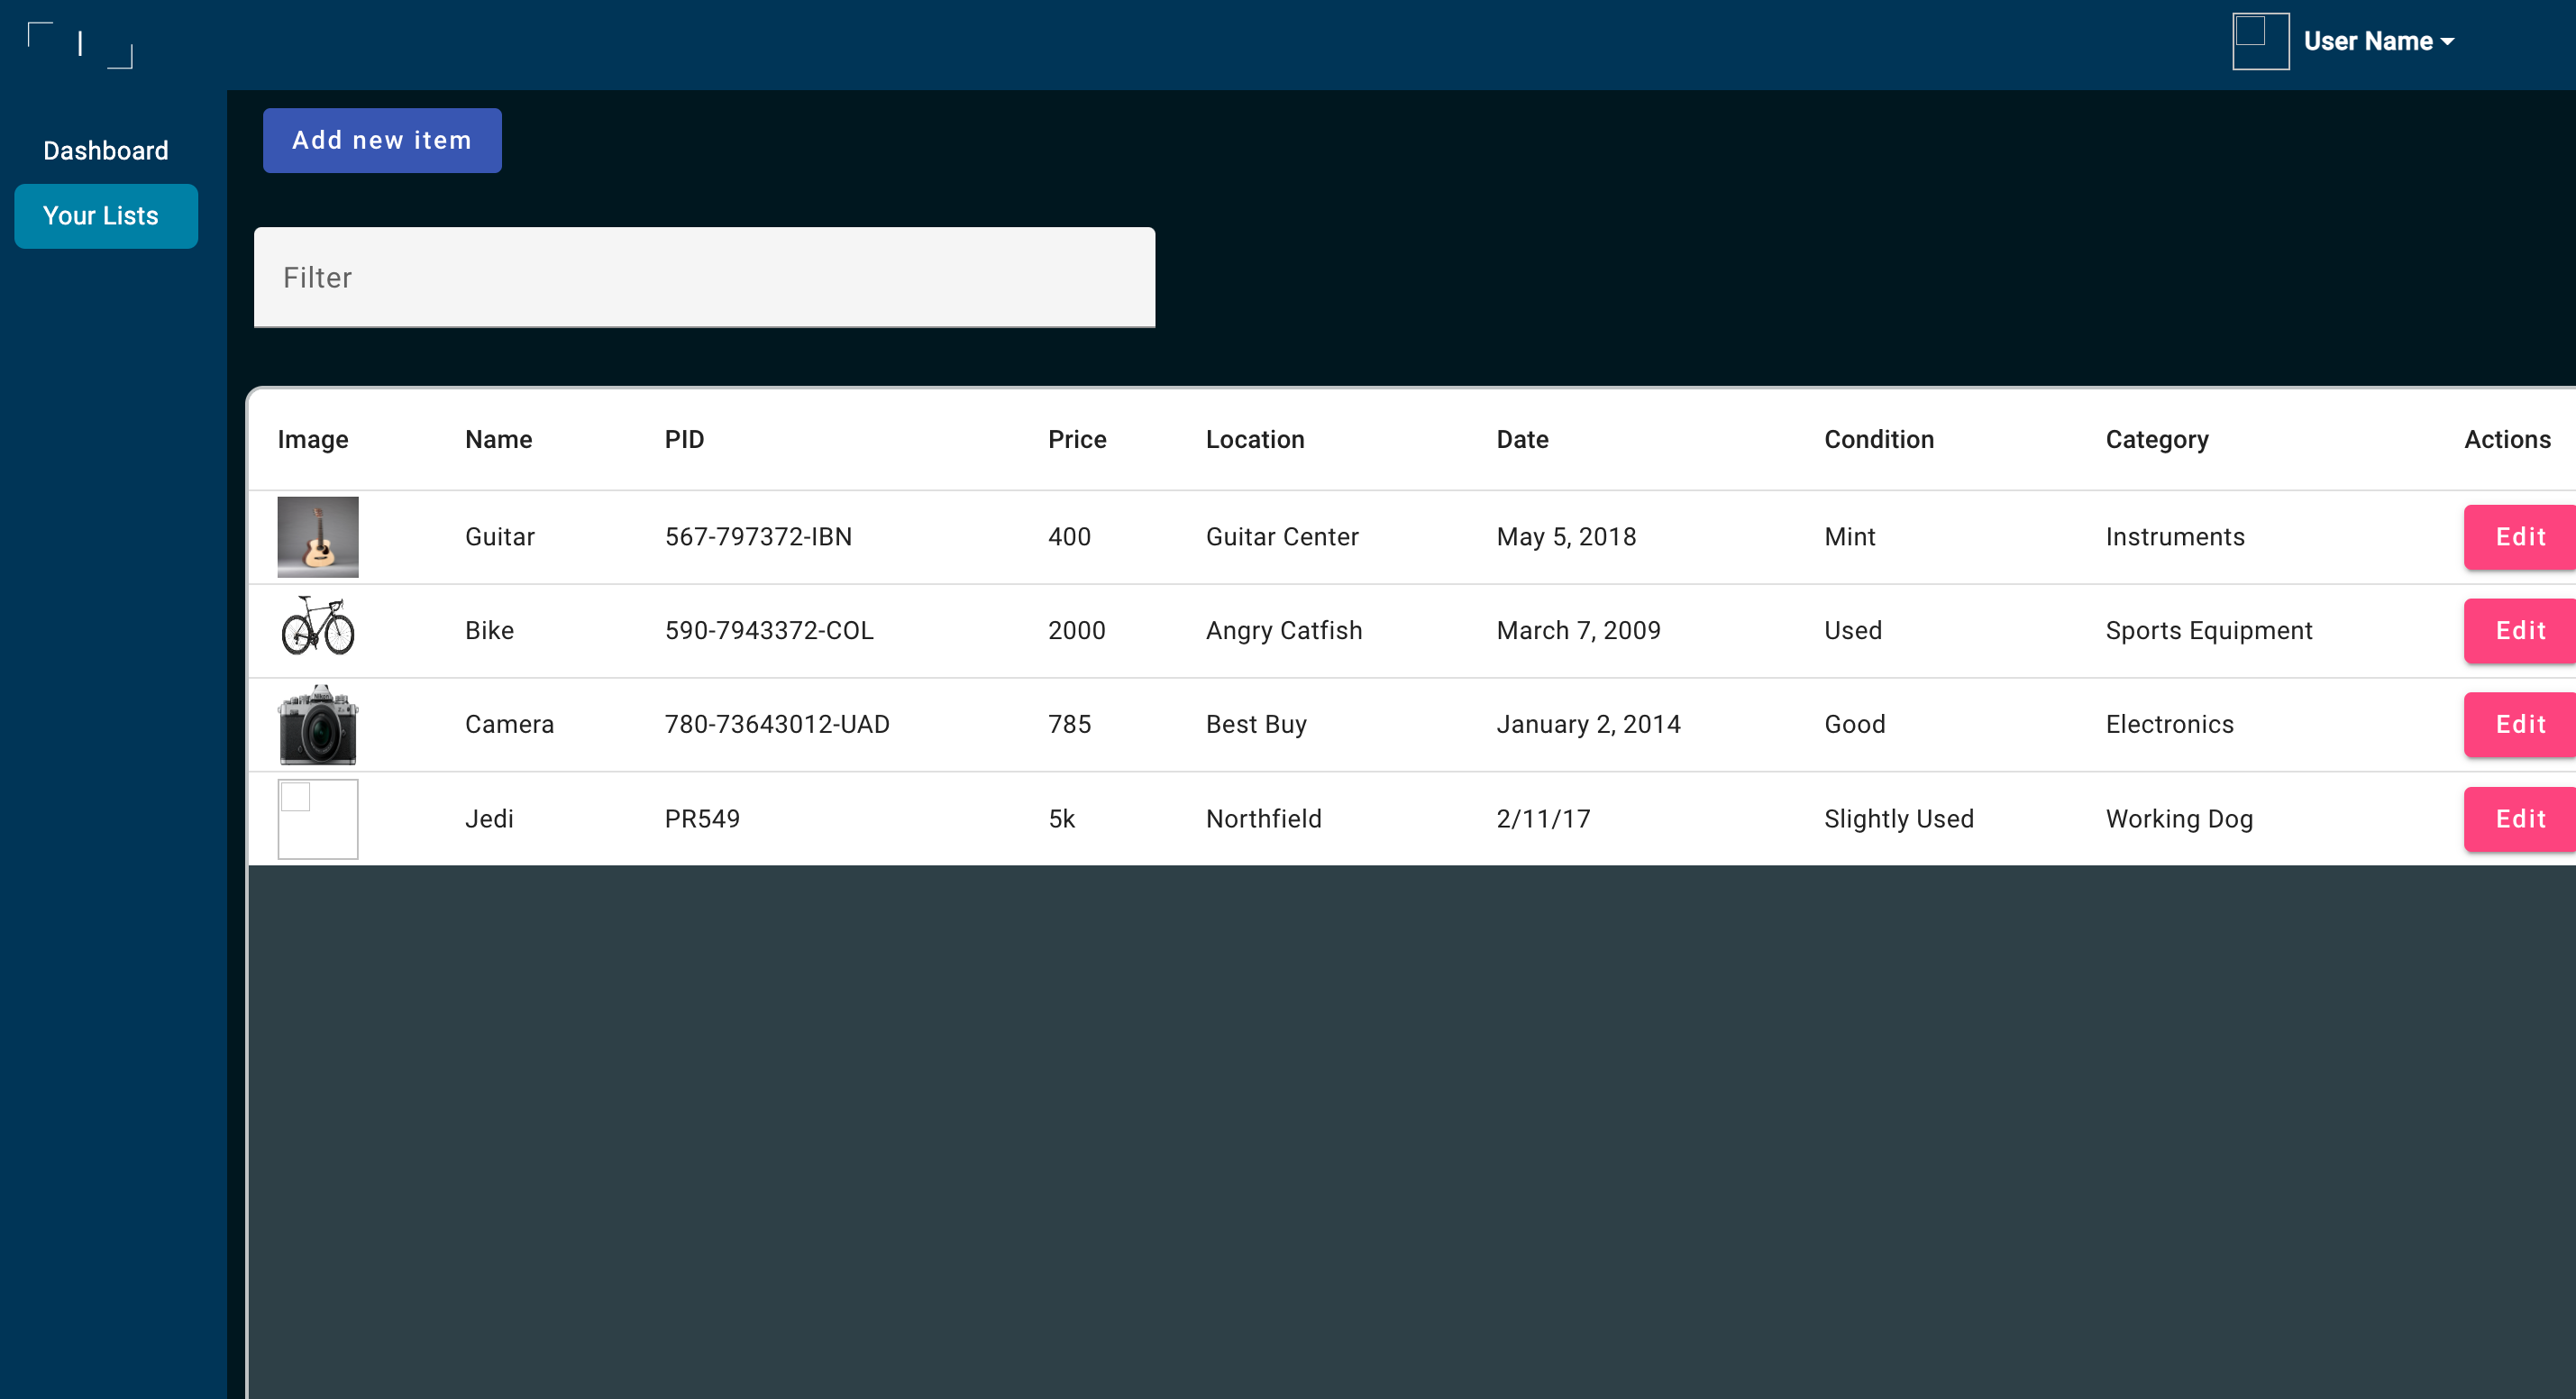 User Name
Dashboard
Your Lists
Add new item
Filter
Image Name PID Price Location Date Condition Category Actions
Guitar 567-797372-IBN 400 Guitar Center May 5, 2018 Mint Instruments Edit
Bike 590-7943372-COL 2000 Angry Catfish March 7, 2009 Used Sports Equipment Edit
Camera 780-73643012-UAD 785 Best Buy January 2, 2014 Good Electronics Edit
Jedi PR549 5k Northfield 2/11/17 Slightly Used Working Dog Edit